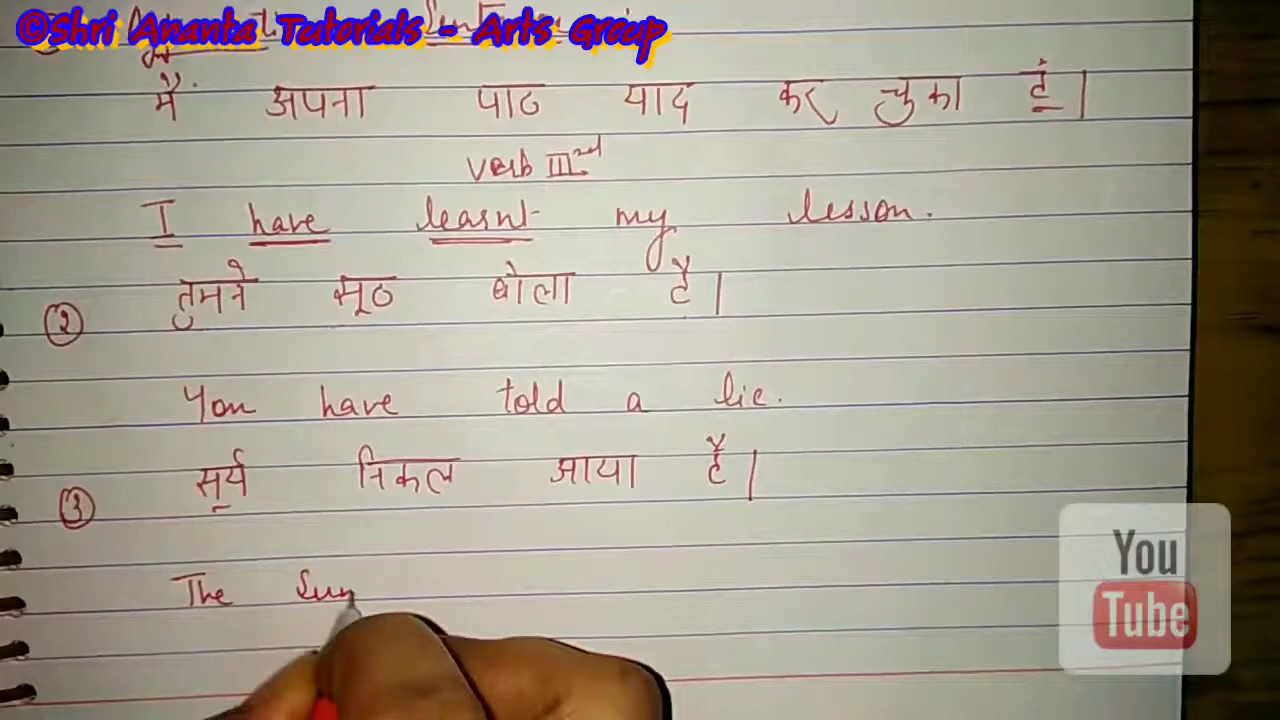 ©Shri Ananta Tutorials - Arts Group
मैं अपना पाठ याद कर चुका हूं।
Verb IIIrd
I have learnt my lesson.
② तुमने झूठ बोला है।
You have told a lie.
③ सूर्य निकल आया है।
The Sun
You
Tube